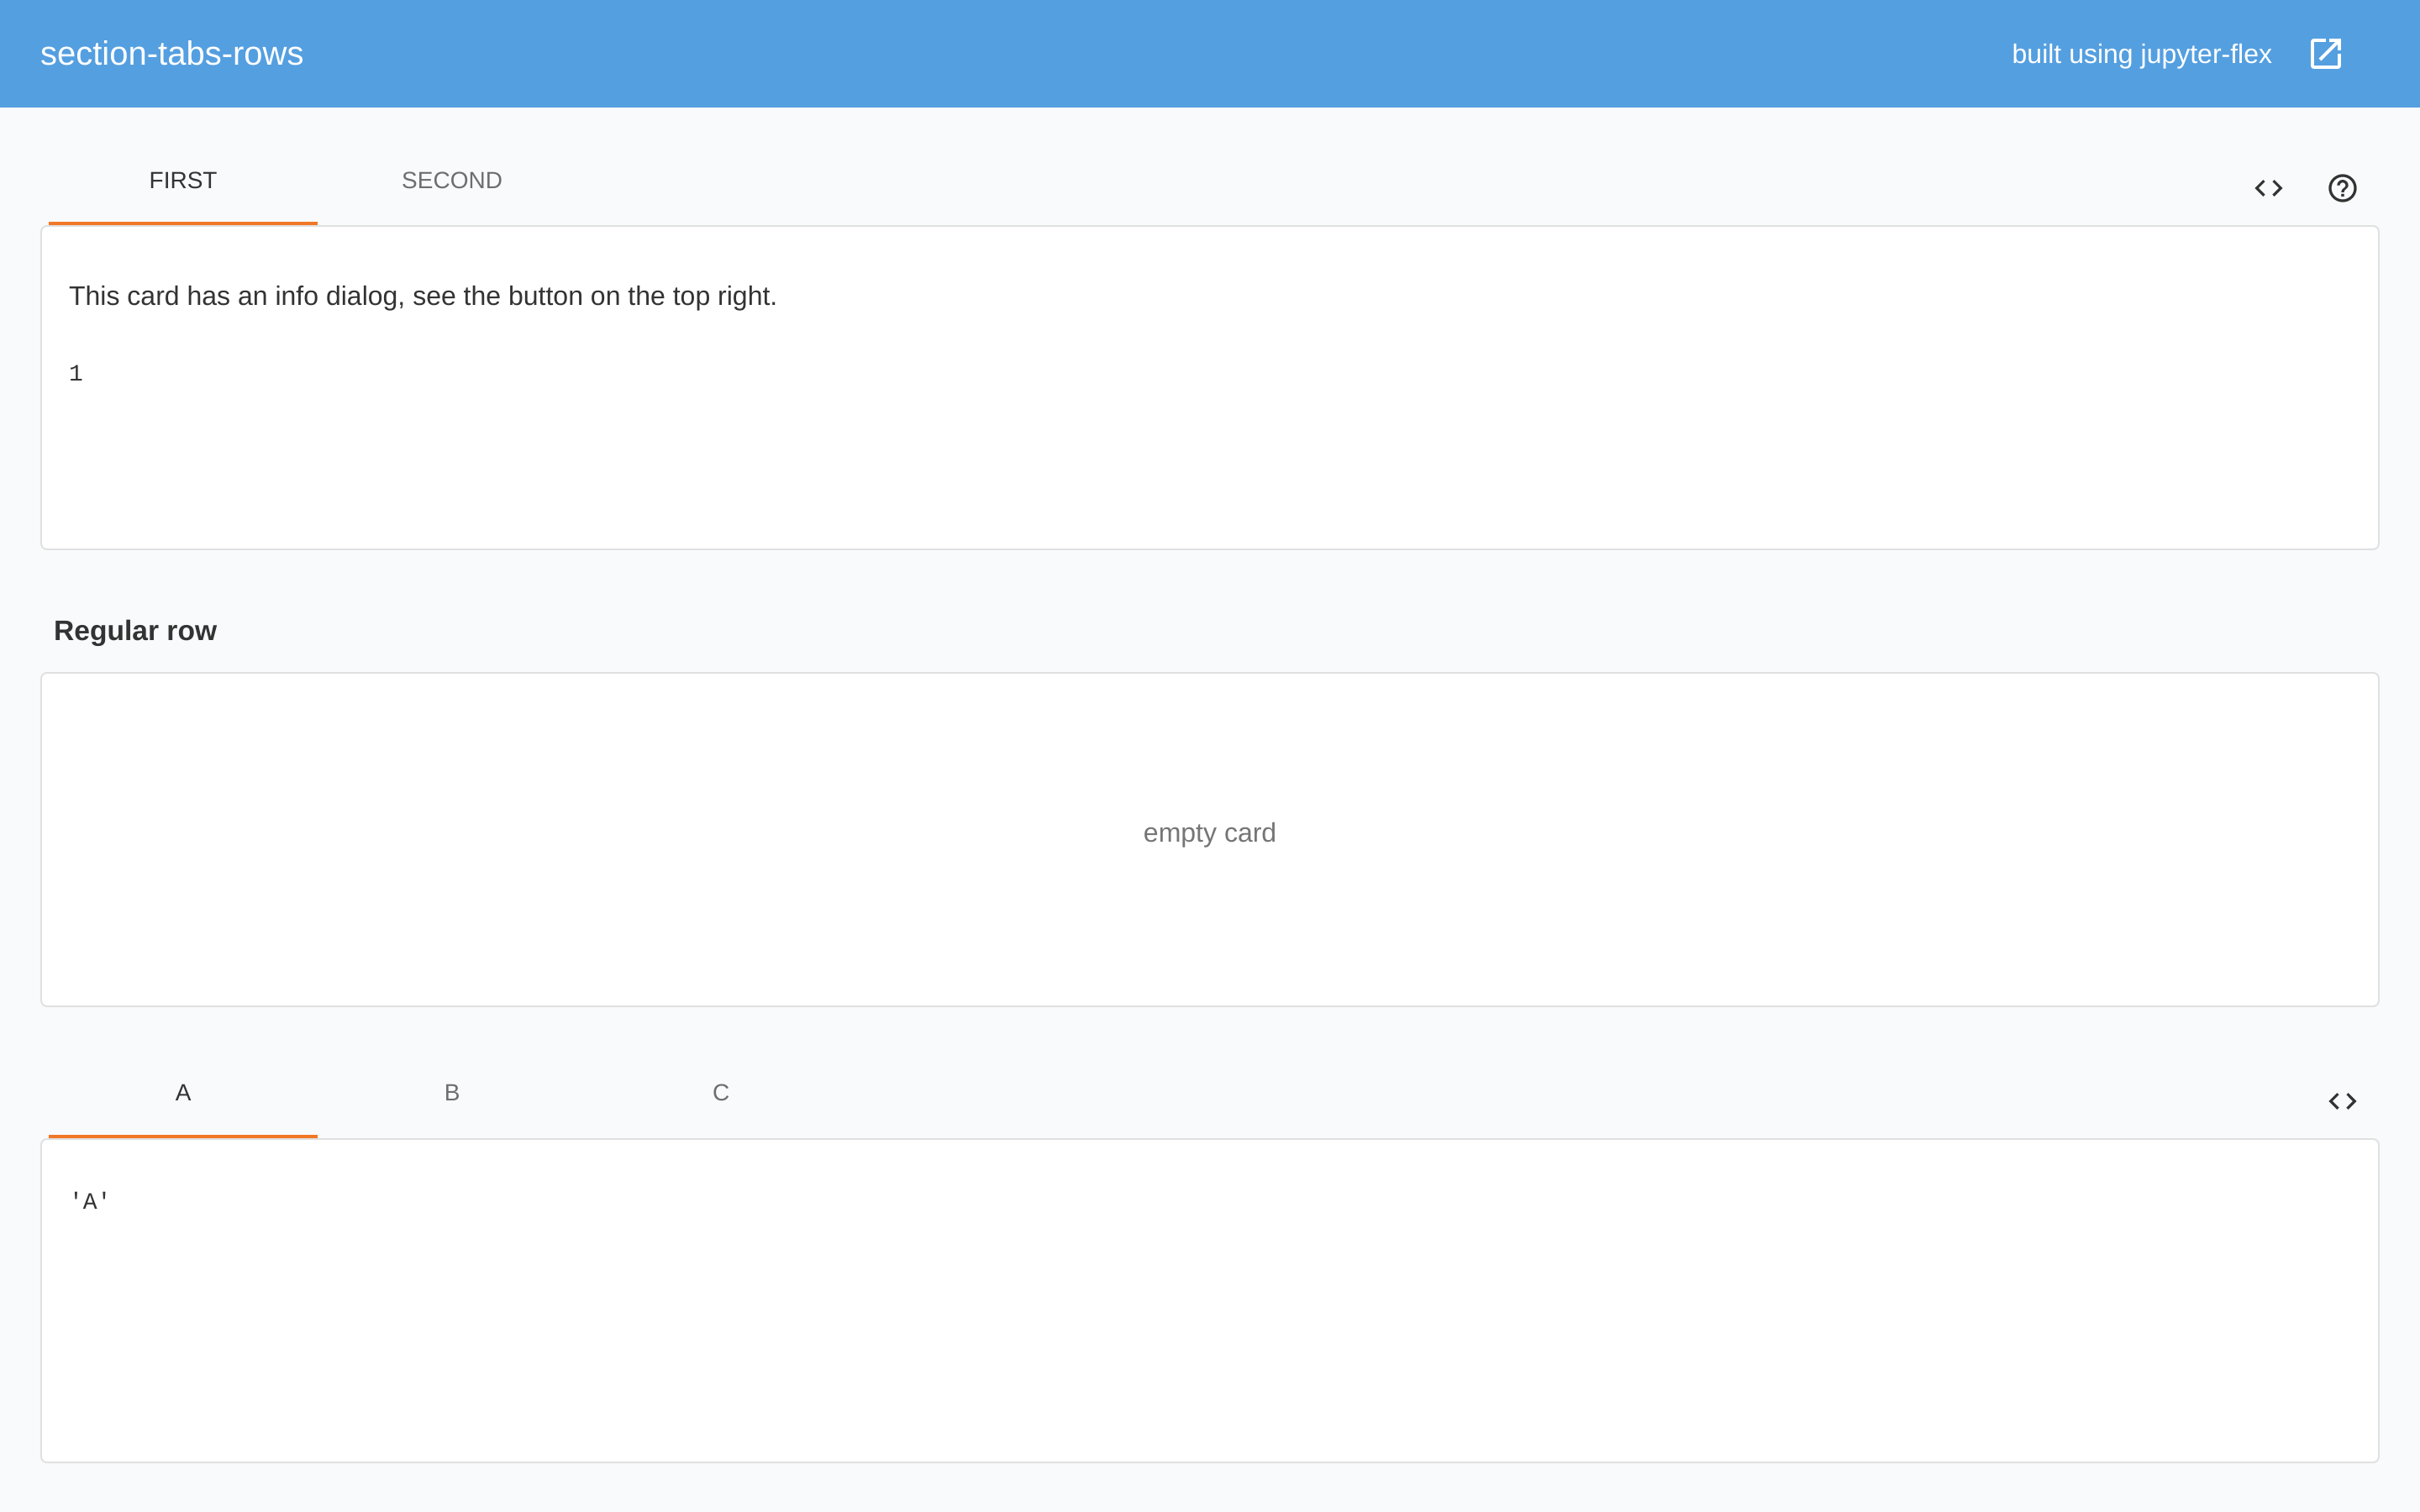 section-tabs-rows
built using jupyter-flex
FIRST
SECOND
This card has an info dialog, see the button on the top right.
1
Regular row
empty card
A
B
C
'A'